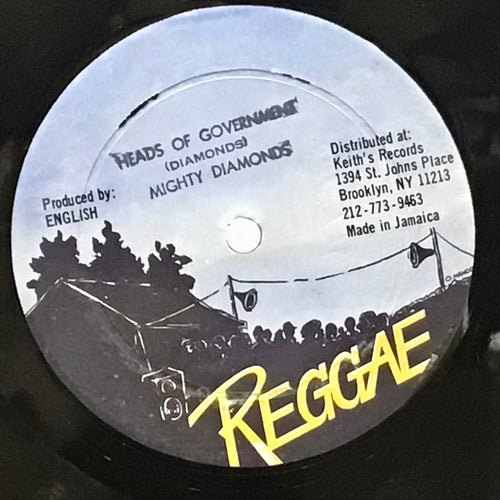 "HEADS OF GOVERNMENT"
(DIAMONDS)
MIGHTY DIAMONDS
Produced by:
ENGLISH
Distributed at:
Keith's Records
1394 St. Johns Place
Brooklyn, NY 11213
212-773-9463
Made in Jamaica
REGGAE